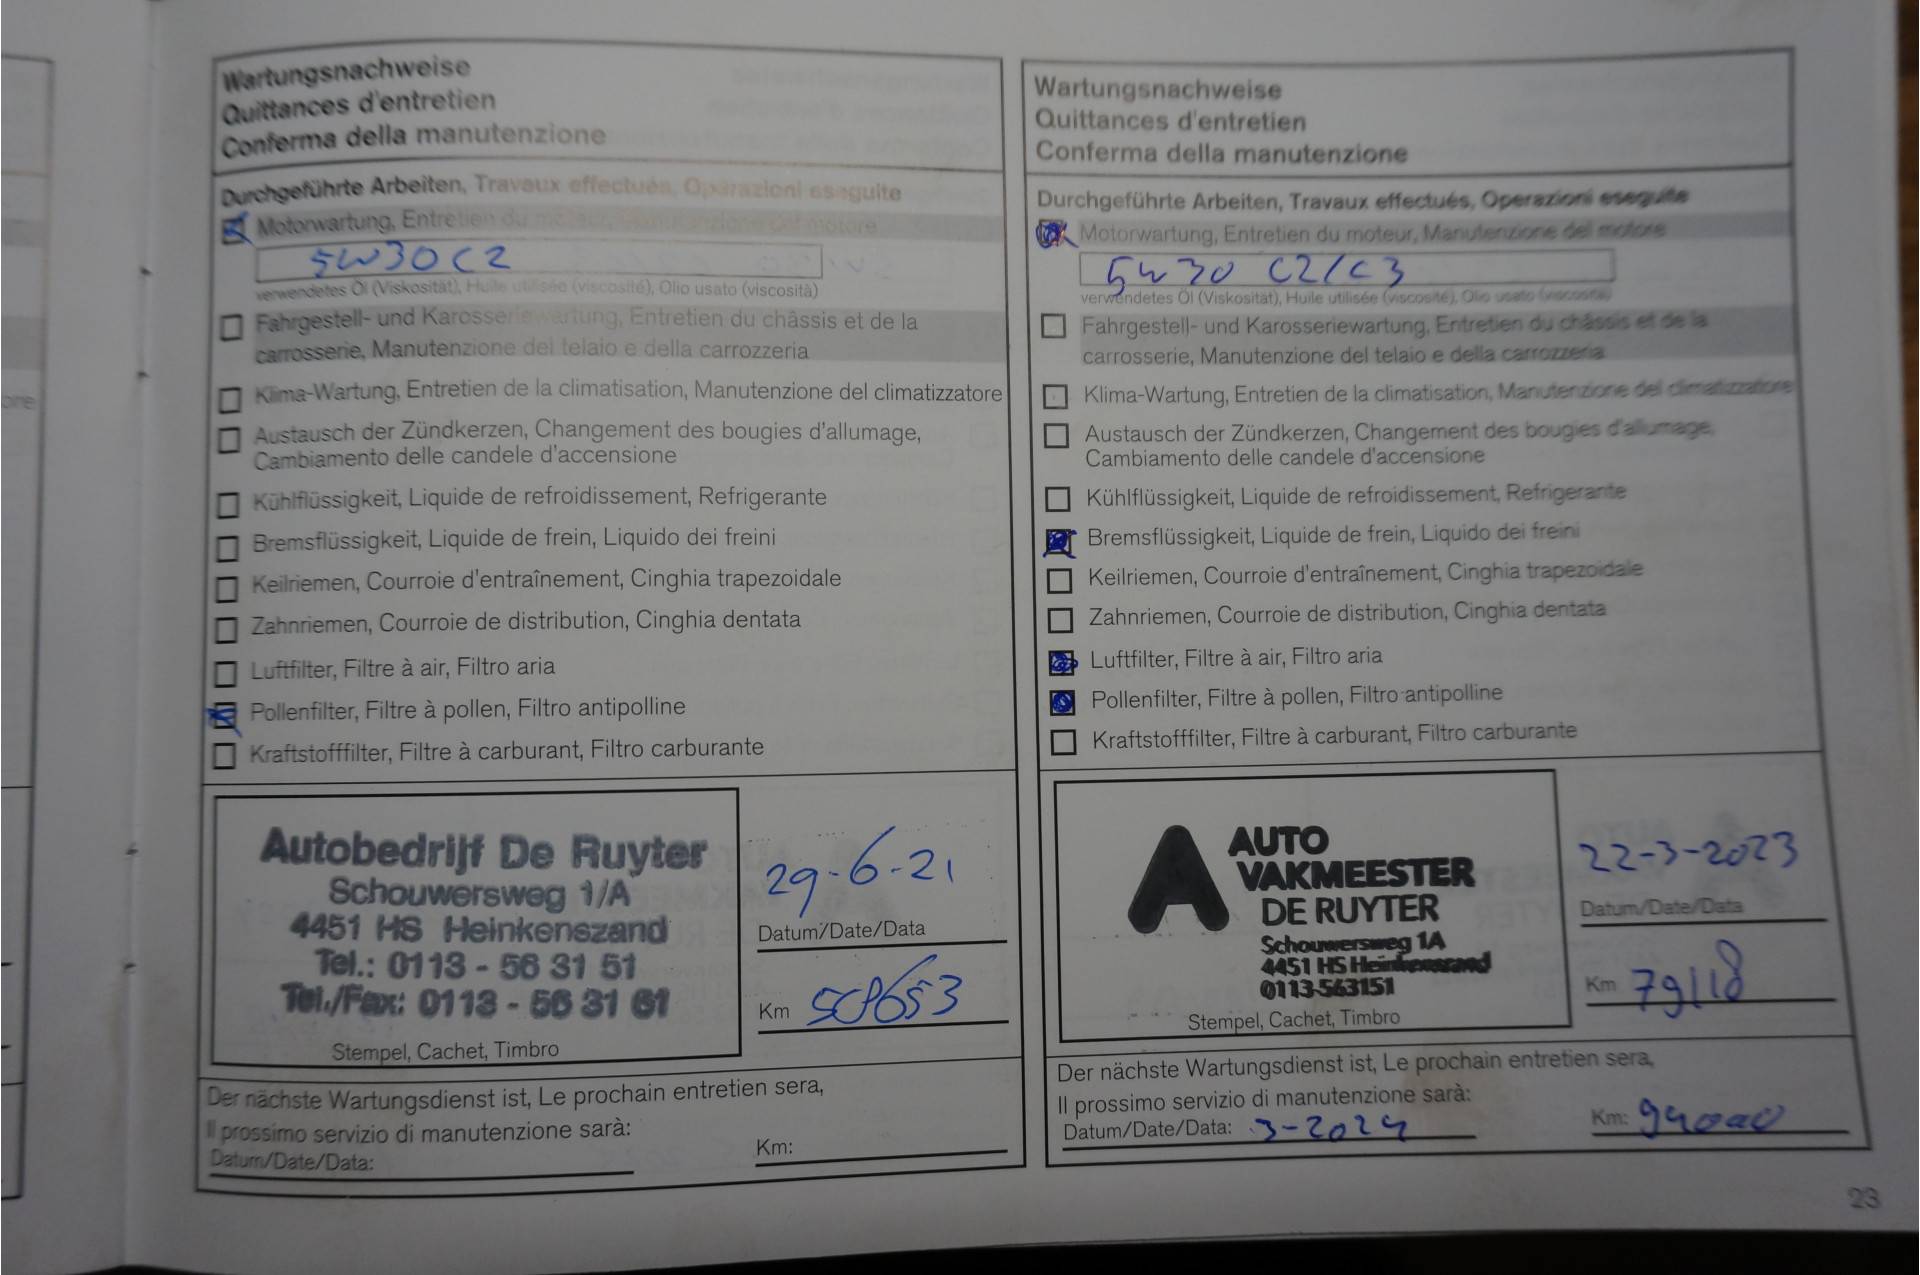 Wartungsnachweise
Quittances d'entretien
Conferma della manutenzione
Durchgeführte Arbeiten, Travaux effectués, Operazioni eseguite
Motorwartung, Entretien du moteur, Manutenzione del motore
5W30 C2
verwendetes Öl (Viskosität), Huile utilisée (viscosité), Olio usato (viscosità)
Fahrgestell- und Karosseriewartung, Entretien du châssis et de la
carrosserie, Manutenzione del telaio e della carrozzeria
Klima-Wartung, Entretien de la climatisation, Manutenzione del climatizzatore
Austausch der Zündkerzen, Changement des bougies d'allumage,
Cambiamento delle candele d'accensione
Kühlflüssigkeit, Liquide de refroidissement, Refrigerante
Bremsflüssigkeit, Liquide de frein, Liquido dei freini
Keilriemen, Courroie d'entraînement, Cinghia trapezoidale
Zahnriemen, Courroie de distribution, Cinghia dentata
Luftfilter, Filtre à air, Filtro aria
Pollenfilter, Filtre à pollen, Filtro antipolline
Kraftstofffilter, Filtre à carburant, Filtro carburante
Autobedrijf De Ruyter
Schouwersweg 1/A
4451 HS Heinkenszand
Tel.: 0113 - 56 31 51
Tel./Fax: 0113 - 56 31 61
Stempel, Cachet, Timbro
29-6-21
Datum/Date/Data
Km
Der nächste Wartungsdienst ist, Le prochain entretien sera,
Il prossimo servizio di manutenzione sarà:
Datum/Date/Data:
Km:
Wartungsnachweise
Quittances d'entretien
Conferma della manutenzione
Durchgeführte Arbeiten, Travaux effectués, Operazioni eseguite
Motorwartung, Entretien du moteur, Manutenzione del motore
5W30 C2/C3
verwendetes Öl (Viskosität), Huile utilisée (viscosité), Olio usato (viscosità)
Fahrgestell- und Karosseriewartung, Entretien du châssis et de la
carrosserie, Manutenzione del telaio e della carrozzeria
Klima-Wartung, Entretien de la climatisation, Manutenzione del climatizzatore
Austausch der Zündkerzen, Changement des bougies d'allumage,
Cambiamento delle candele d'accensione
Kühlflüssigkeit, Liquide de refroidissement, Refrigerante
Bremsflüssigkeit, Liquide de frein, Liquido dei freini
Keilriemen, Courroie d'entraînement, Cinghia trapezoidale
Zahnriemen, Courroie de distribution, Cinghia dentata
Luftfilter, Filtre à air, Filtro aria
Pollenfilter, Filtre à pollen, Filtro antipolline
Kraftstofffilter, Filtre à carburant, Filtro carburante
A AUTO
VAKMEESTER
DE RUYTER
Schouwersweg 1A
4451 HS Heinkenszand
0113-563151
Stempel, Cachet, Timbro
22-3-2023
Datum/Date/Data
Km 79118
Der nächste Wartungsdienst ist, Le prochain entretien sera,
Il prossimo servizio di manutenzione sarà:
Datum/Date/Data: 3-2024
Km: 94000
23